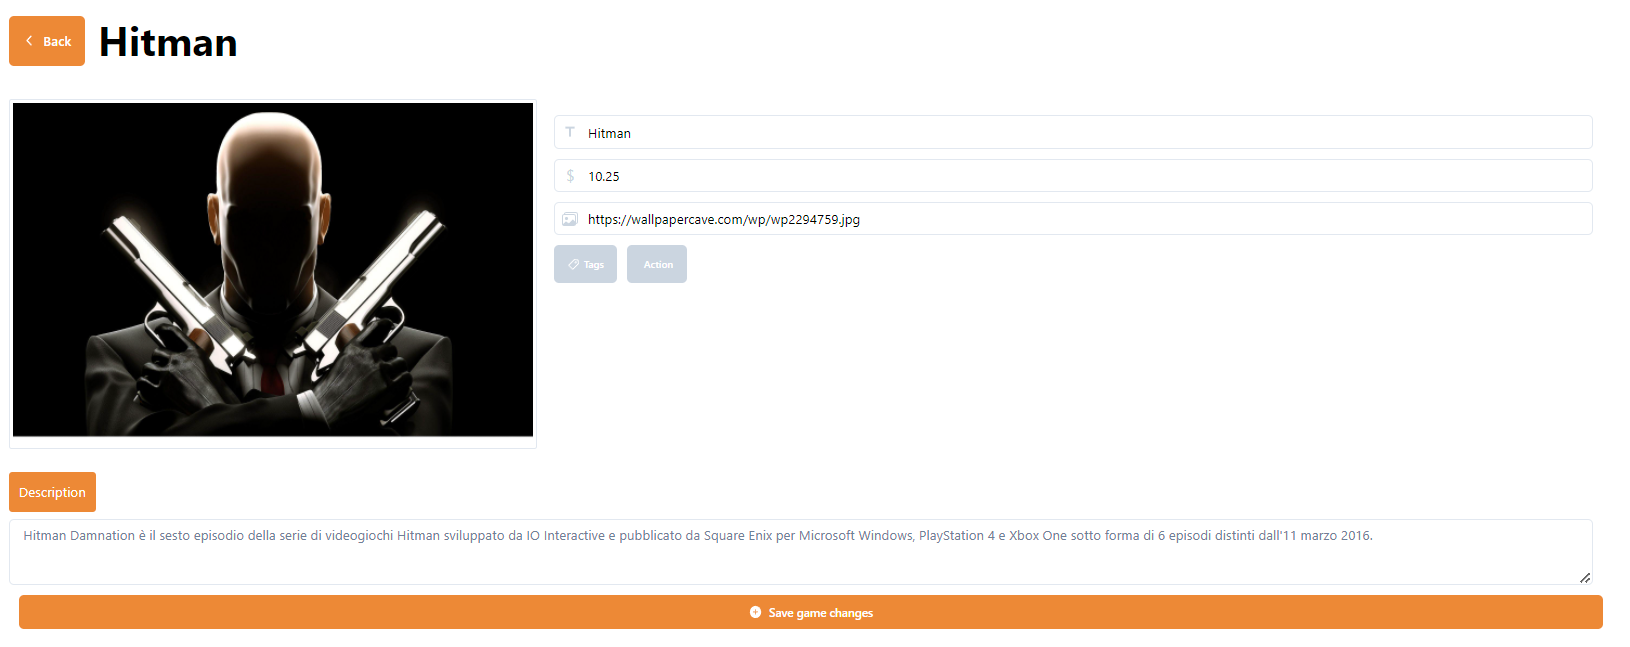 Back
Hitman
Hitman
$ 10.25
https://wallpapercave.com/wp/wp2294759.jpg
Tags Action
Description
Hitman Damnation è il sesto episodio della serie di videogiochi Hitman sviluppato da IO Interactive e pubblicato da Square Enix per Microsoft Windows, PlayStation 4 e Xbox One sotto forma di 6 episodi distinti dall'11 marzo 2016.
Save game changes